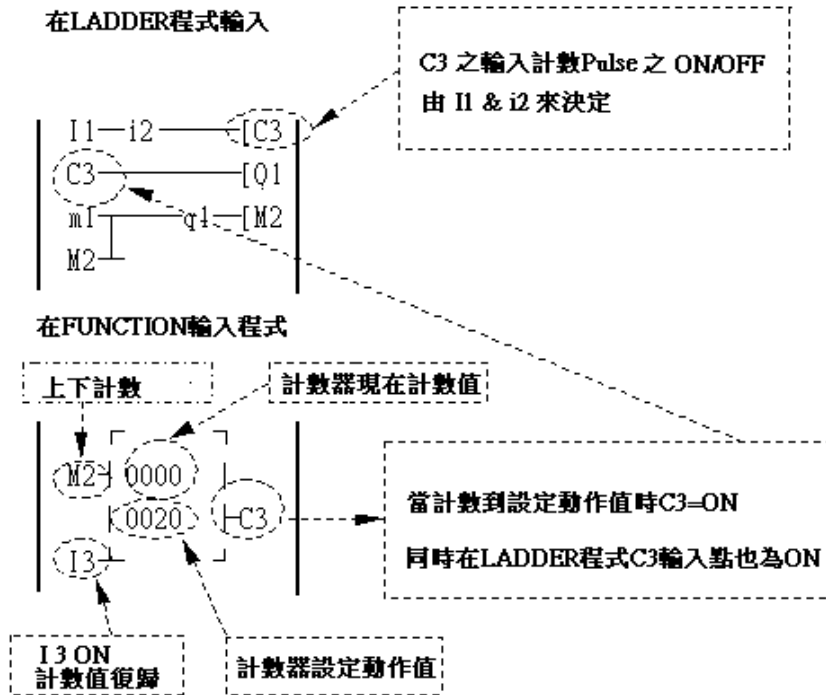 在LADDER程式輸入
C3 之輸入計數Pulse 之 ON/OFF
由 I1 & i2 來決定
I1—i2———[C3
C3————[Q1
m1———q1—[M2
M2
在FUNCTION輸入程式
上下計數
計數器現在計數值
M2 0000
0020 C3
I3
當計數到設定動作值時C3=ON
同時在LADDER程式C3輸入點也為ON
I 3 ON
計數值復歸
計數器設定動作值